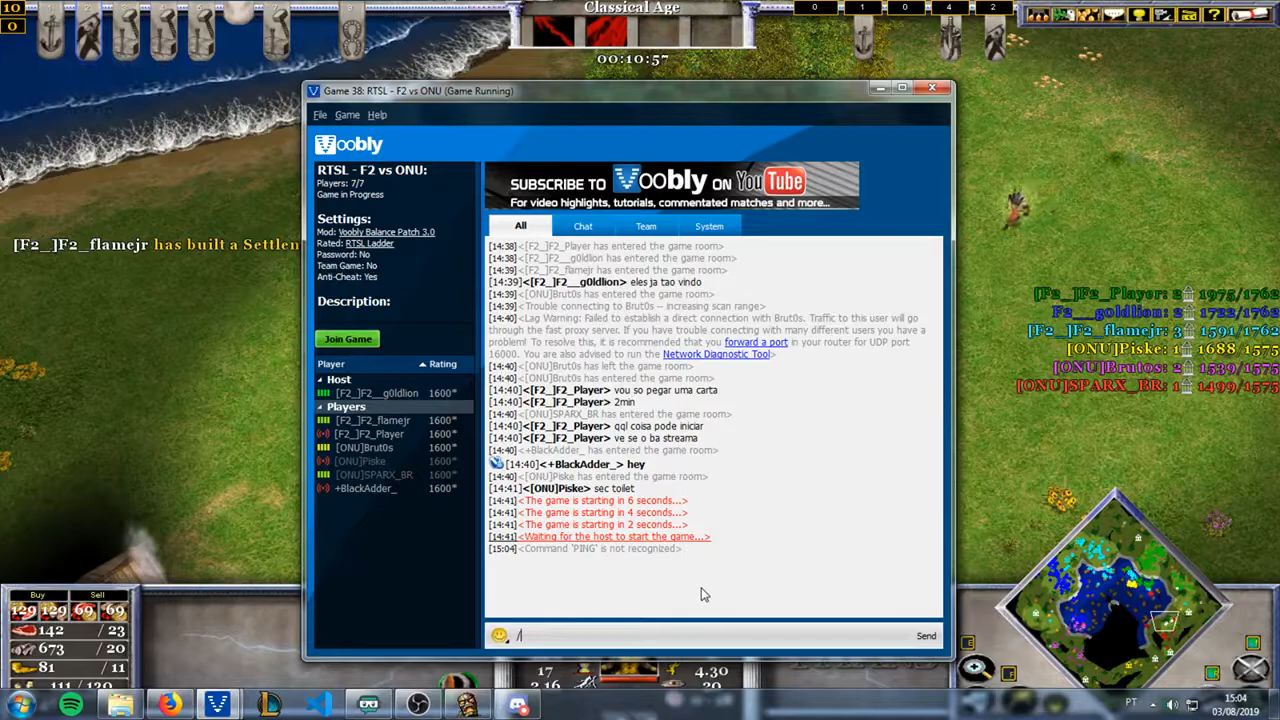 10
0
1
2
3
4
5
7
9
Classical Age
00:10:57
0
1
0
4
2
Game 38: RTSL - F2 vs ONU (Game Running)
File Game Help
Voobly
RTSL - F2 vs ONU:
Players: 7/7
Game in Progress
Settings:
Mod: Voobly Balance Patch 3.0
Rated: RTSL Ladder
Password: No
Team Game: No
Anti-Cheat: Yes
Description:
Join Game
Player Rating
Host
[F2_]F2__g0ldlion 1600*
Players
[F2_]F2_flamejr 1600*
[F2_]F2_Player 1600*
[ONU]Brut0s 1600*
[ONU]Piske 1600*
[ONU]SPARX_BR 1600*
+BlackAdder_ 1600*
SUBSCRIBE TO Voobly ON YouTube
For video highlights, tutorials, commentated matches and more...
All Chat Team System
[14:38]<[F2_]F2_Player has entered the game room>
[14:38]<[F2_]F2__g0ldlion has entered the game room>
[14:39]<[F2_]F2_flamejr has entered the game room>
[14:39]<[F2_]F2__g0ldlion> eles ja tao vindo
[14:39]<[ONU]Brut0s has entered the game room>
[14:39]<Trouble connecting to Brut0s -- increasing scan range>
[14:40]<Lag Warning: Failed to establish a direct connection with Brut0s. Traffic to this user will go
through the fast proxy server. If you have trouble connecting with many different users you have a
problem! To resolve this, it is recommended that you forward a port in your router for UDP port
16000. You are also advised to run the Network Diagnostic Tool>
[14:40]<[ONU]Brut0s has left the game room>
[14:40]<[ONU]Brut0s has entered the game room>
[14:40]<[F2_]F2_Player> vou so pegar uma carta
[14:40]<[F2_]F2_Player> 2min
[14:40]<[ONU]SPARX_BR has entered the game room>
[14:40]<[F2_]F2_Player> qql coisa pode iniciar
[14:40]<[F2_]F2_Player> ve se o ba streama
[14:40]<+BlackAdder_ has entered the game room>
[14:40]<+BlackAdder_> hey
[14:40]<[ONU]Piske has entered the game room>
[14:41]<[ONU]Piske> sec toilet
[14:41]<The game is starting in 6 seconds...>
[14:41]<The game is starting in 4 seconds...>
[14:41]<The game is starting in 2 seconds...>
[14:41]<Waiting for the host to start the game...>
[15:04]<Command 'PING' is not recognized>
/
Send
[F2_]F2_flamejr has built a Settlen
[F2_]F2_Player: 2 1975/1762
F2__g0ldlion: 2 1722/1762
[F2_]F2_flamejr: 3 1591/1762
[ONU]Piske: 1 1688/1575
[ONU]Brutos: 2 1539/1575
[ONU]SPARX_BR: 1 1499/1575
Buy Sell
129 129 69 69
142 / 23
673 / 20
81 / 11
111 / 120
17
4.30
PT
15:04
03/08/2019